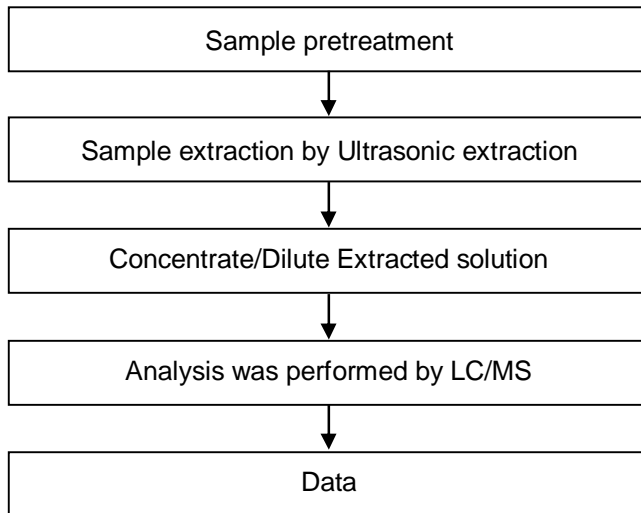 Sample pretreatment
Sample extraction by Ultrasonic extraction
Concentrate/Dilute Extracted solution
Analysis was performed by LC/MS
Data